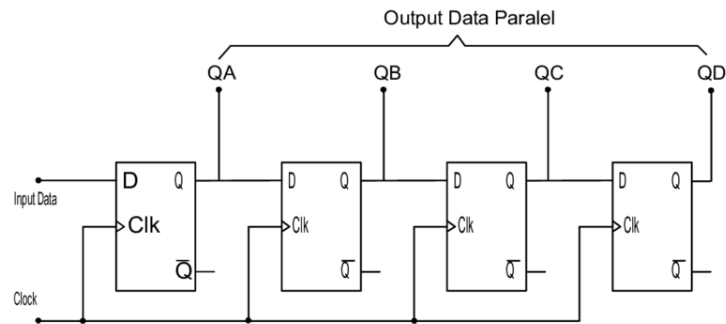 Output Data Paralel
QA QB QC QD
D Q D Q D Q D Q
Input Data
Clk Clk Clk Clk
Q̅ Q̅ Q̅ Q̅
Clock